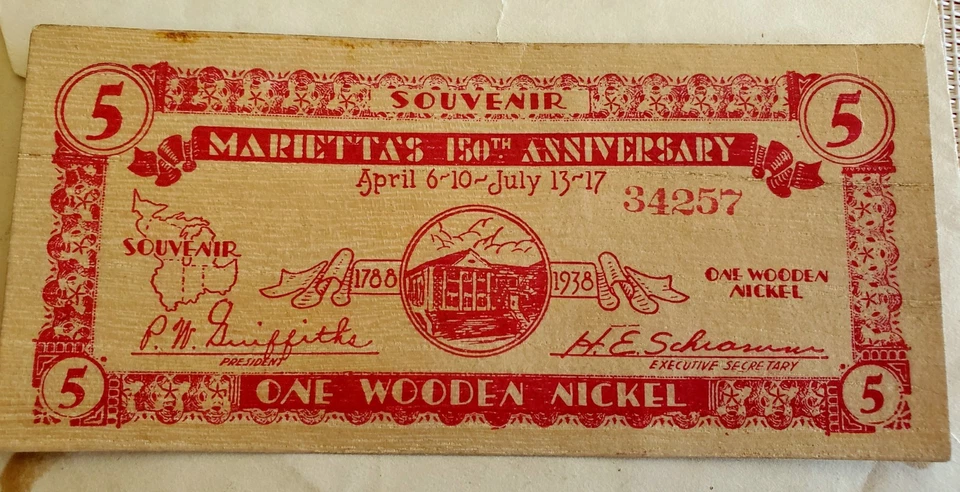 5 SOUVENIR 5
MARIETTA'S 150TH ANNIVERSARY
April 6-10-July 13-17
34257
SOUVENIR
1788 1938
ONE WOODEN
NICKEL
P. W. Griffiths
PRESIDENT
H. E. Schramm
EXECUTIVE SECRETARY
5 ONE WOODEN NICKEL 5